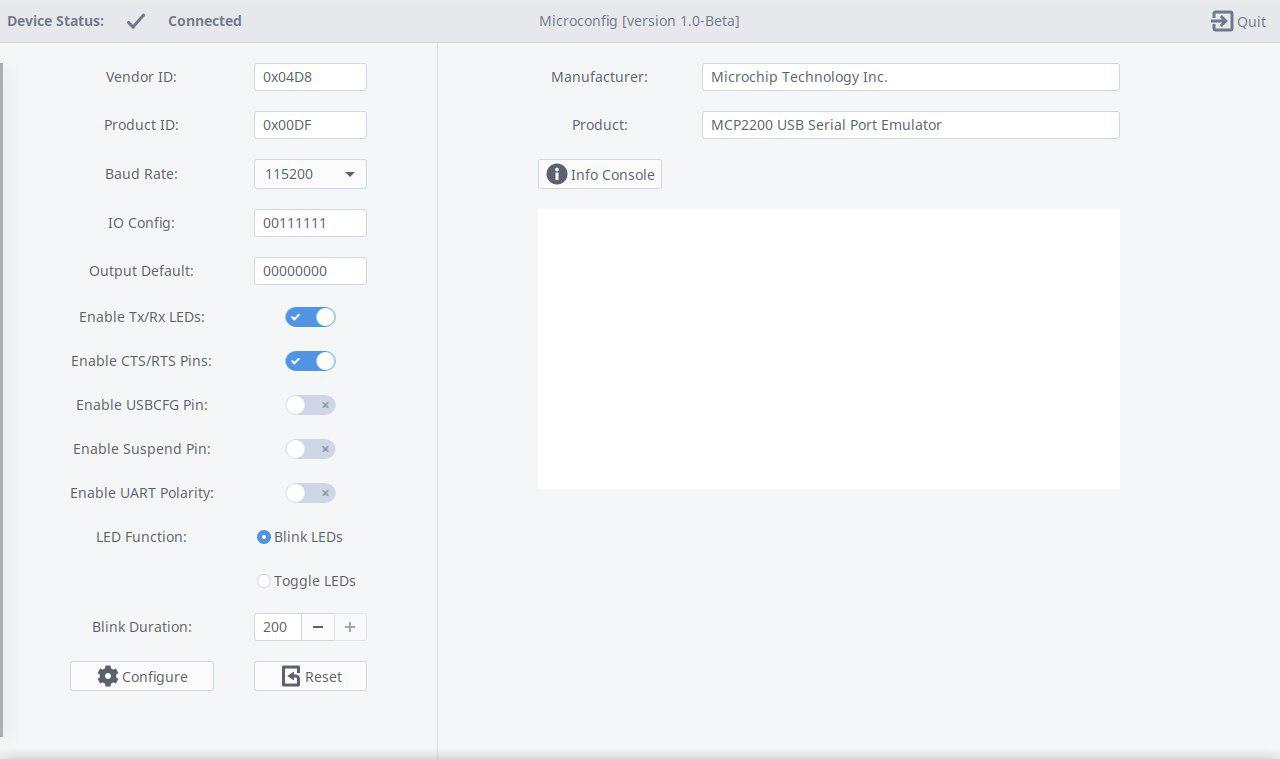 Device Status: Connected Microconfig [version 1.0-Beta] Quit
Vendor ID: 0x04D8
Product ID: 0x00DF
Baud Rate: 115200
IO Config: 00111111
Output Default: 00000000
Enable Tx/Rx LEDs:
Enable CTS/RTS Pins:
Enable USBCFG Pin:
Enable Suspend Pin:
Enable UART Polarity:
LED Function: Blink LEDs
Toggle LEDs
Blink Duration: 200
Configure Reset
Manufacturer: Microchip Technology Inc.
Product: MCP2200 USB Serial Port Emulator
Info Console